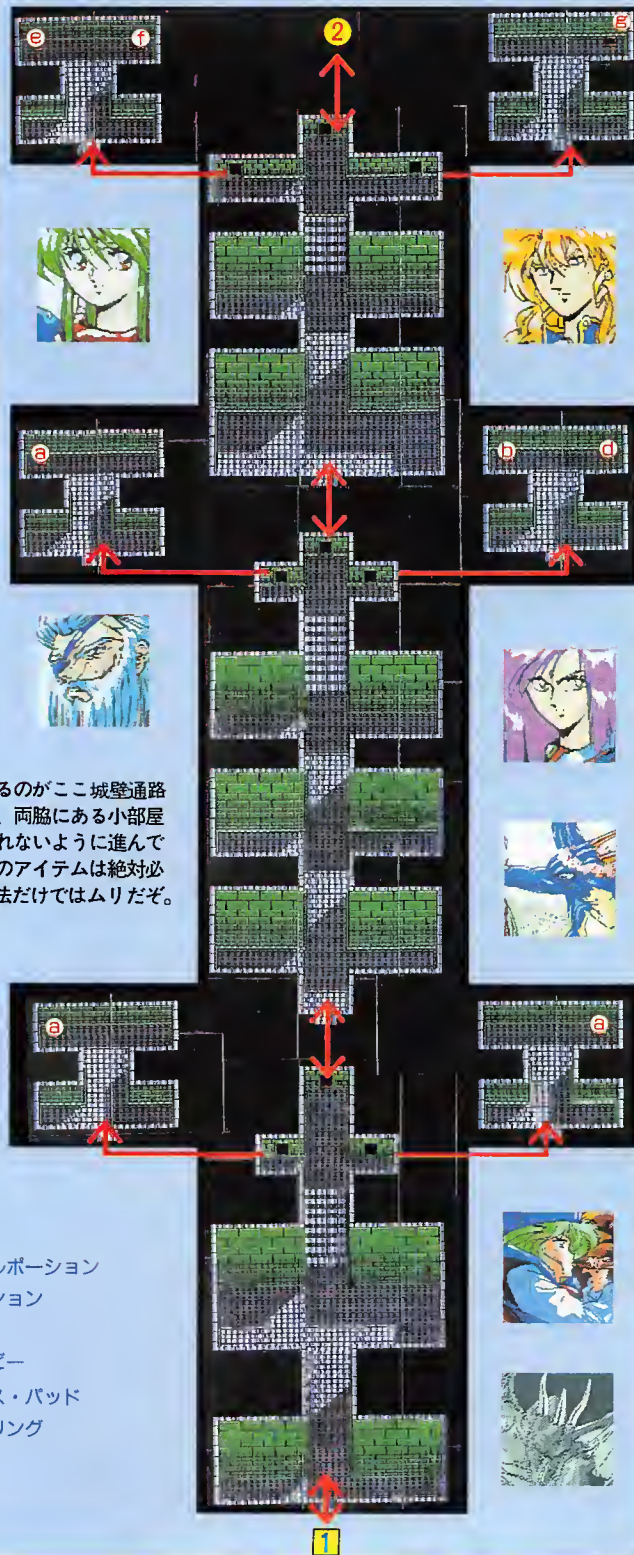 e
f
2
g
a
b
d
るのがここ城壁通路
、両脇にある小部屋
れないように進んで
のアイテムは絶対必
法だけではムリだぞ。
a
a
ルポーション
ション
ビー
ス・パッド
リング
1